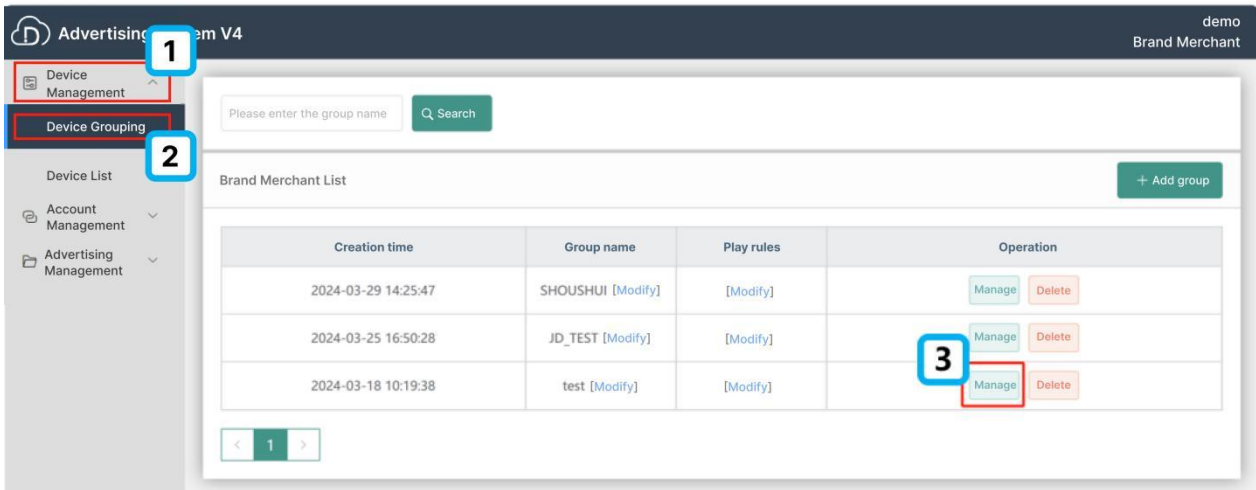 Advertising
em V4
demo
Brand Merchant
1
Device
Management
Device Grouping
2
Device List
Account
Management
Advertising
Management
Please enter the group name
Search
Brand Merchant List
+ Add group
Creation time Group name Play rules Operation
2024-03-29 14:25:47 SHOUSHUI [Modify] [Modify] Manage Delete
2024-03-25 16:50:28 JD_TEST [Modify] [Modify] Manage Delete
3
2024-03-18 10:19:38 test [Modify] [Modify] Manage Delete
< 1 >